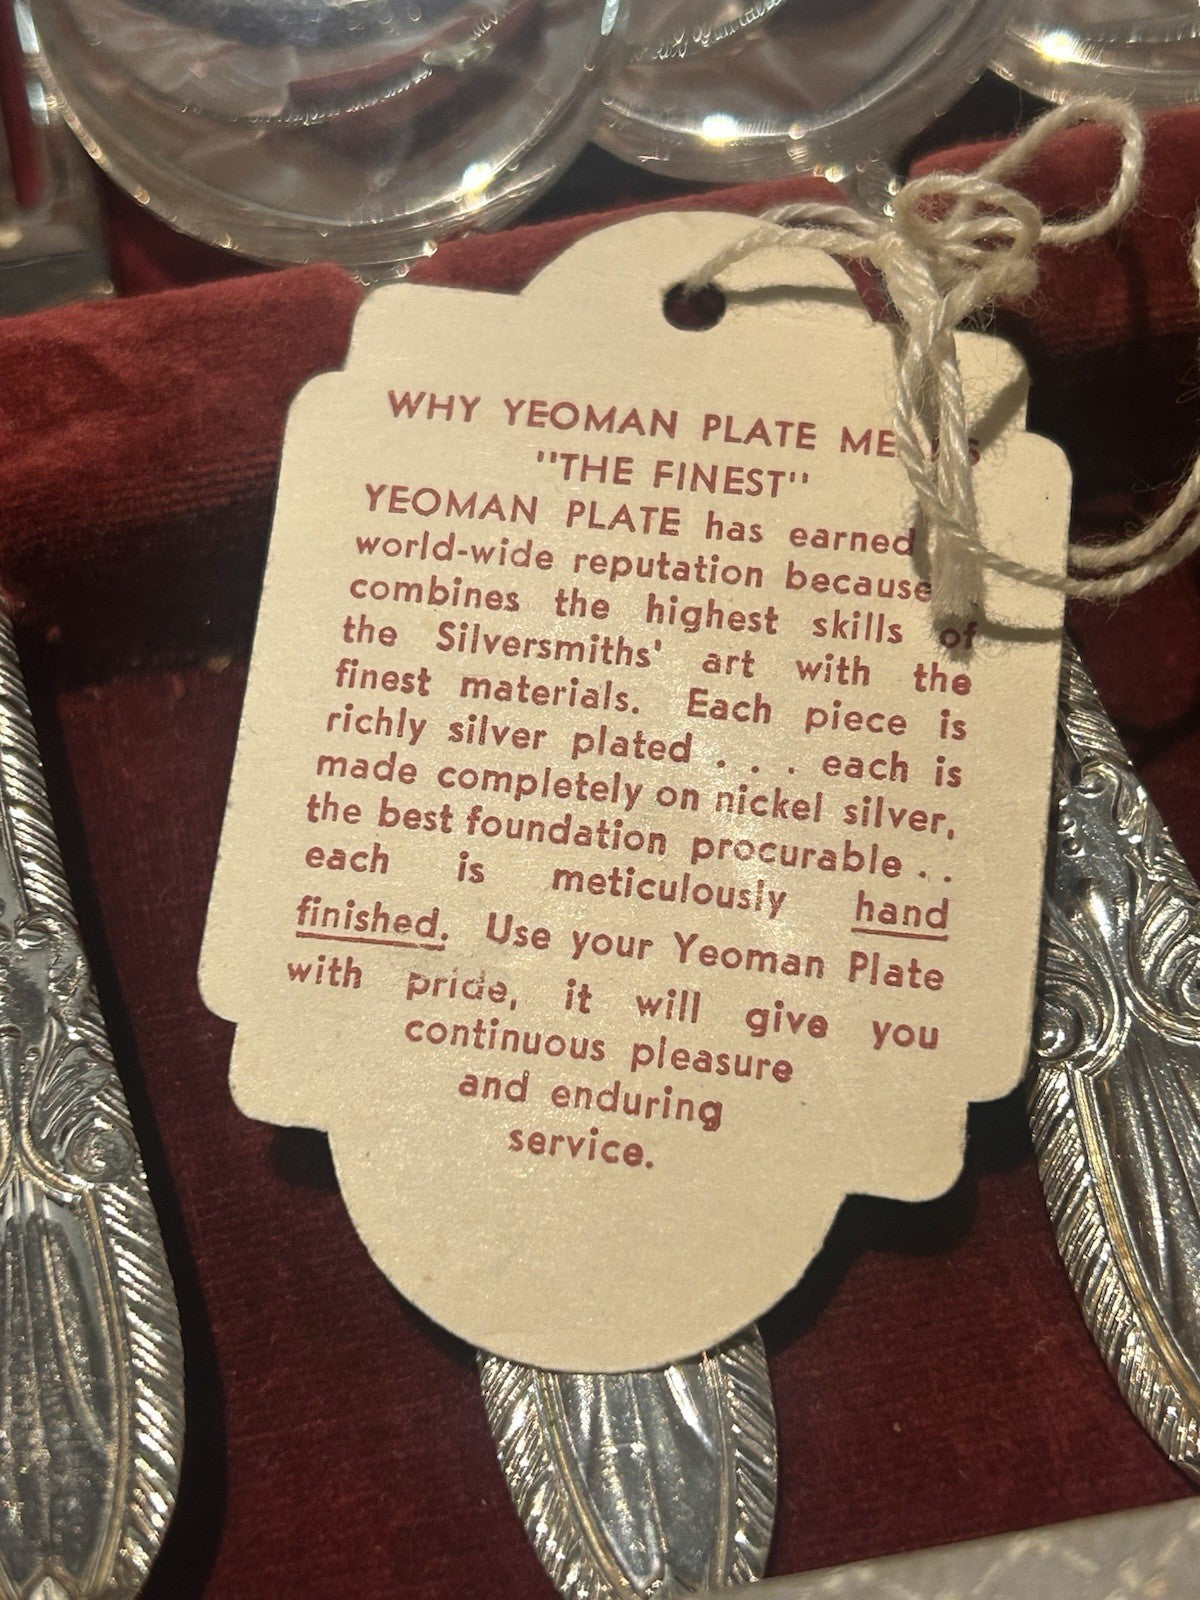 WHY YEOMAN PLATE
"THE FINEST"
YEOMAN PLATE has earned
world-wide reputation because
combines the highest skills of
the Silversmiths' art with the
finest materials. Each piece is
richly silver plated . . . each is
made completely on nickel silver,
the best foundation procurable . .
each is meticulously hand
finished. Use your Yeoman Plate
with pride, it will give you
continuous pleasure
and enduring
service.